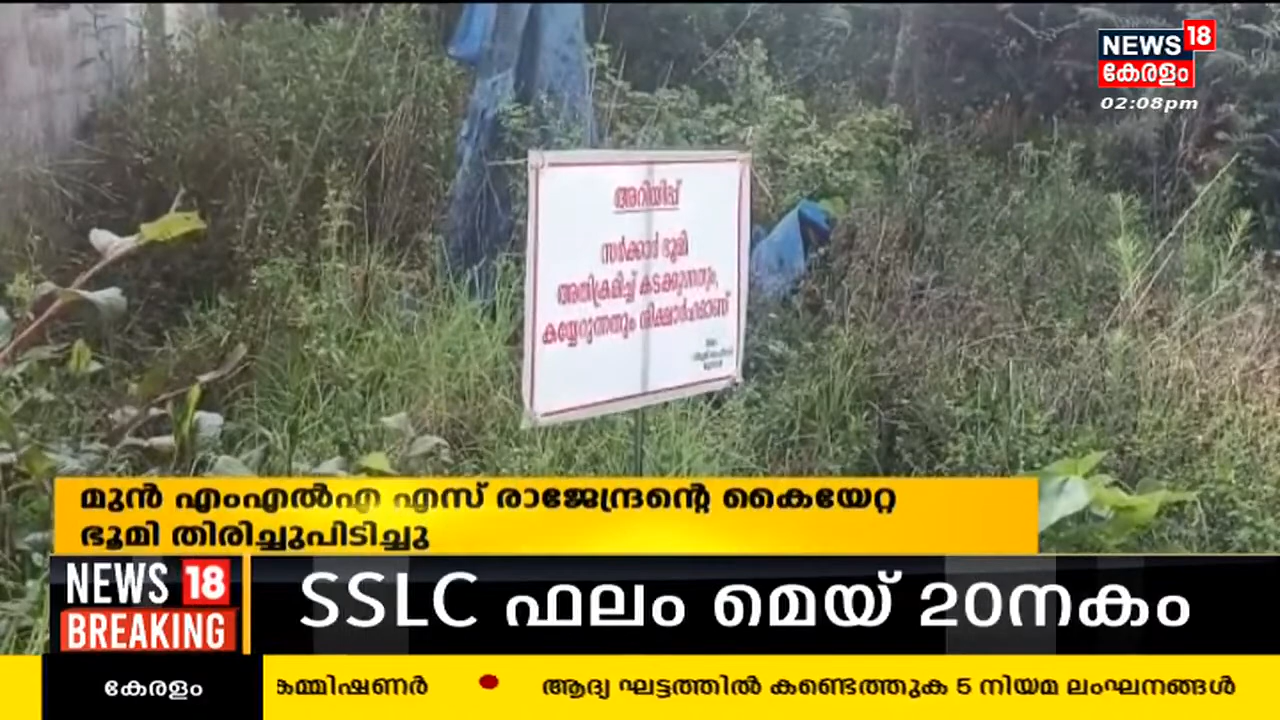 NEWS 18
കേരളം
02:08pm
അറിയിപ്പ്
സർക്കാർ ഭൂമി
അതിക്രമിച്ച് കടക്കുന്നതും,
കയ്യേറുന്നതും ശിക്ഷാർഹമാണ്
മുൻ എംഎൽഎ എസ് രാജേന്ദ്രന്റെ കൈയേറ്റ
ഭൂമി തിരിച്ചുപിടിച്ചു
NEWS 18
BREAKING
SSLC ഫലം മെയ് 20നകം
കേരളം
കമ്മിഷണർ • ആദ്യ ഘട്ടത്തിൽ കണ്ടെത്തുക 5 നിയമ ലംഘനങ്ങൾ